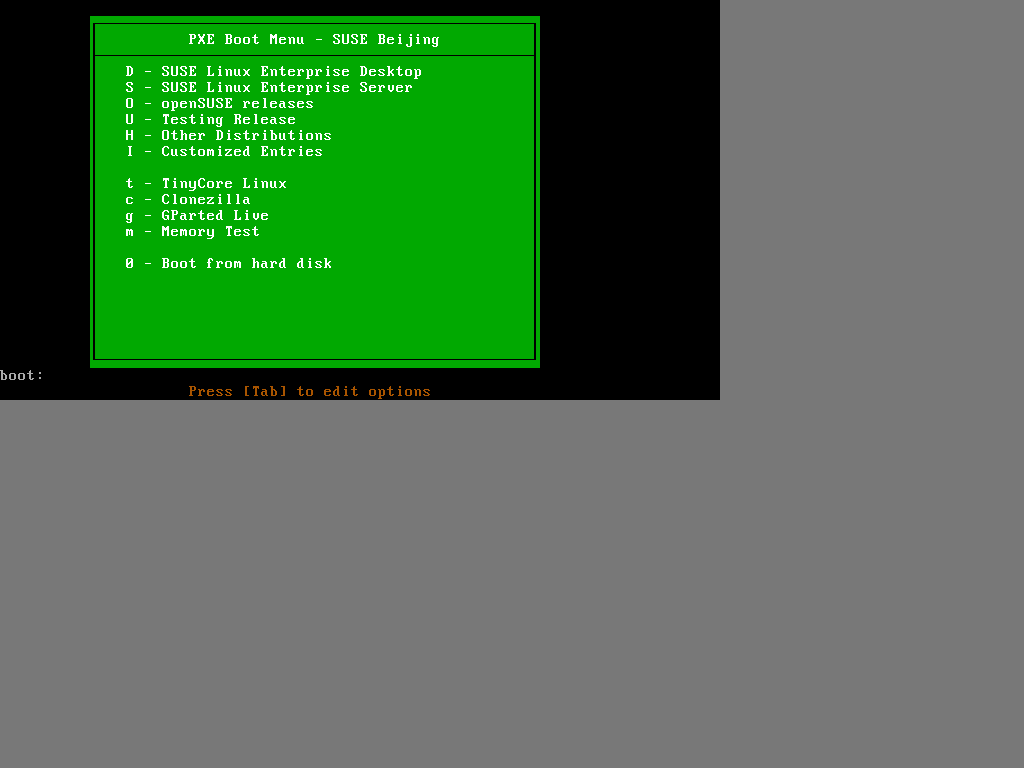 PXE Boot Menu - SUSE Beijing
D - SUSE Linux Enterprise Desktop
S - SUSE Linux Enterprise Server
O - openSUSE releases
U - Testing Release
H - Other Distributions
I - Customized Entries
t - TinyCore Linux
c - Clonezilla
g - GParted Live
m - Memory Test
0 - Boot from hard disk
boot:
Press [Tab] to edit options